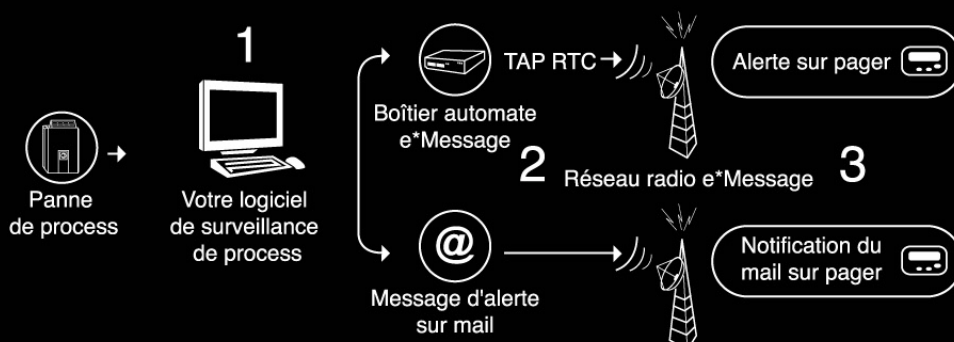 1
Panne
de process
Votre logiciel
de surveillance
de process
Boîtier automate
e*Message
TAP RTC
Alerte sur pager
2
Réseau radio e*Message
3
@
Message d'alerte
sur mail
Notification du
mail sur pager